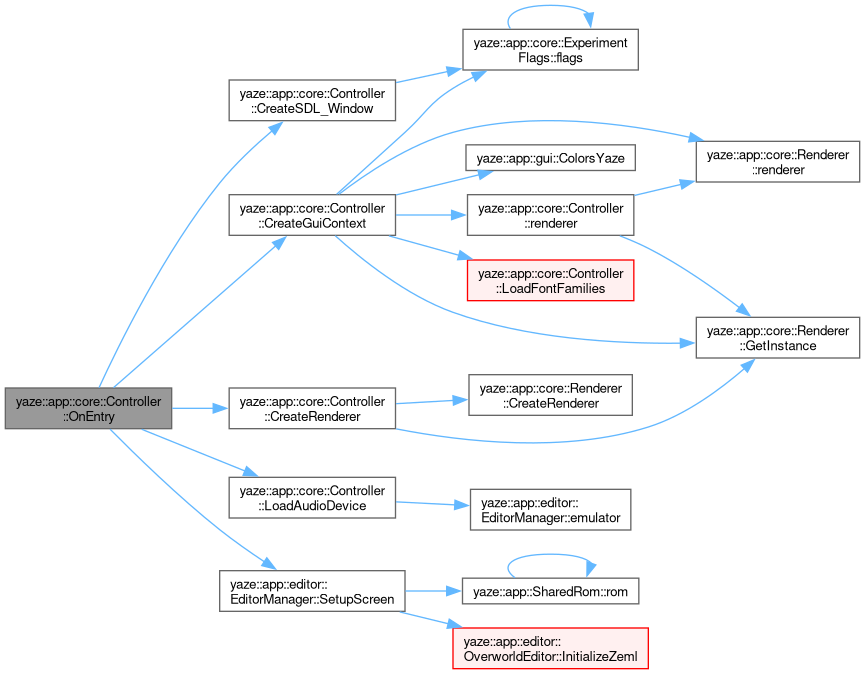 yaze::app::core::Experiment
Flags::flags
yaze::app::core::Controller
::CreateSDL_Window
yaze::app::gui::ColorsYaze
yaze::app::core::Renderer
::renderer
yaze::app::core::Controller
::CreateGuiContext
yaze::app::core::Controller
::renderer
yaze::app::core::Controller
::LoadFontFamilies
yaze::app::core::Renderer
::GetInstance
yaze::app::core::Controller
::OnEntry
yaze::app::core::Controller
::CreateRenderer
yaze::app::core::Renderer
::CreateRenderer
yaze::app::core::Controller
::LoadAudioDevice
yaze::app::editor::
EditorManager::emulator
yaze::app::editor::
EditorManager::SetupScreen
yaze::app::SharedRom::rom
yaze::app::editor::
OverworldEditor::InitializeZeml